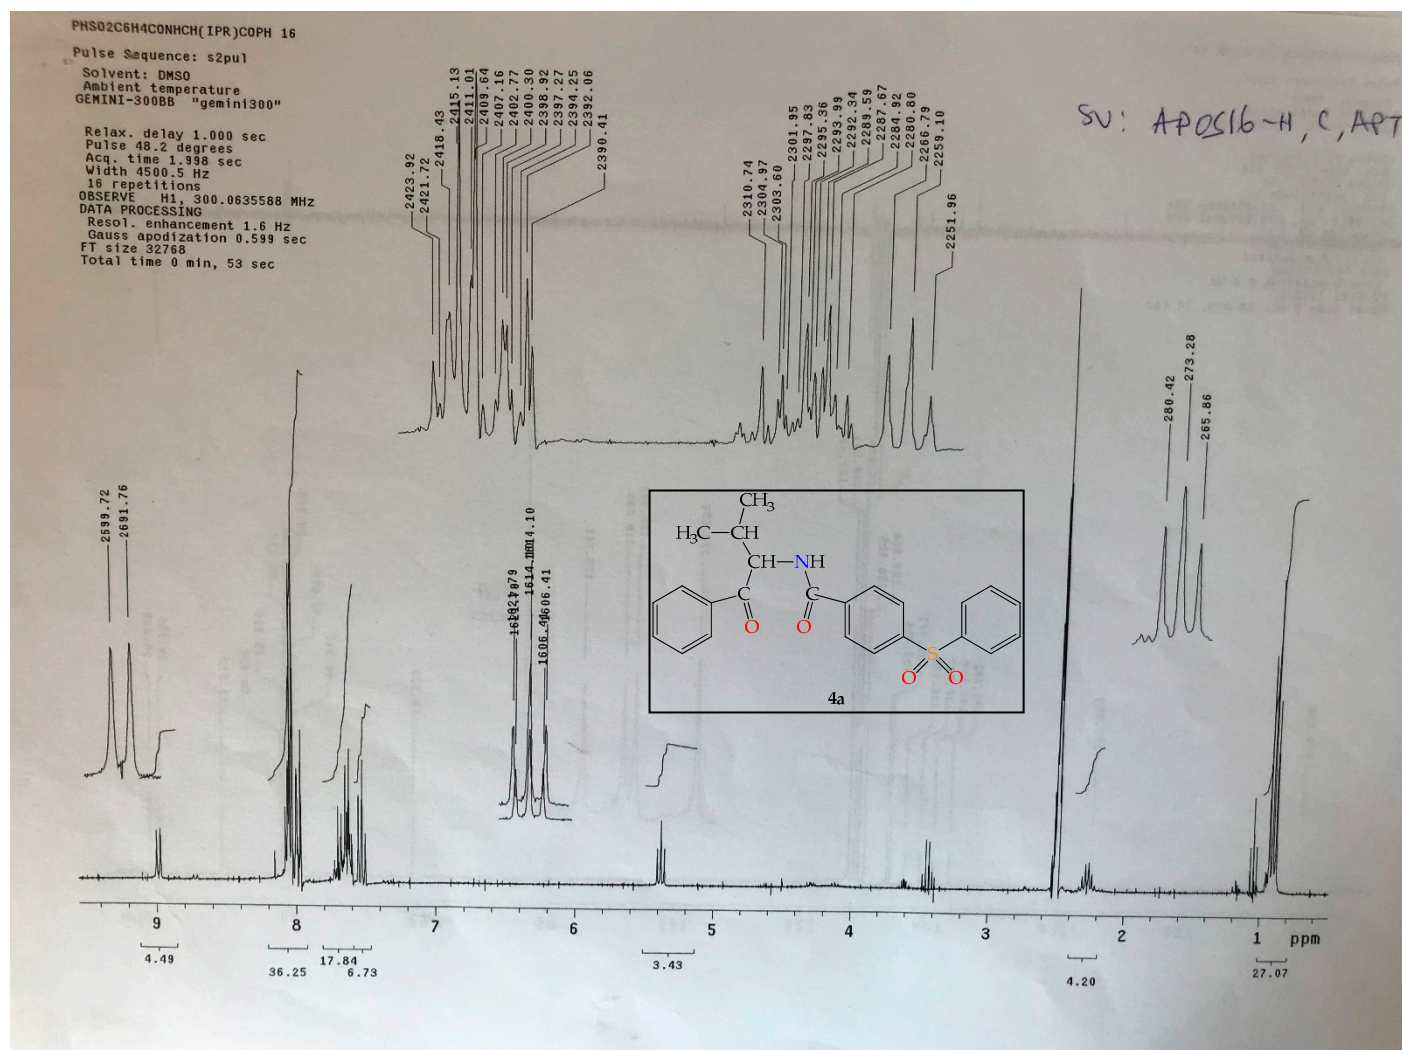 PHSO2C6H4CONHCH(IPR)COPH 16
Pulse Sequence: s2pul
Solvent: DMSO
Ambient temperature
GEMINI-300BB "gemini300"
Relax. delay 1.000 sec
Pulse 48.2 degrees
Acq. time 1.998 sec
Width 4500.5 Hz
16 repetitions
OBSERVE H1, 300.0635588 MHz
DATA PROCESSING
Resol. enhancement 1.6 Hz
Gauss apodization 0.599 sec
FT size 32768
Total time 0 min, 53 sec
SU: AP0516-H, C, APT
2423.92
2421.72
2418.43
2415.13
2411.01
2409.64
2407.16
2402.77
2400.30
2398.92
2397.27
2394.25
2392.06
2390.41
2310.74
2304.97
2303.60
2301.95
2297.83
2295.36
2293.99
2292.34
2289.59
2287.67
2284.92
2280.80
2266.79
2259.10
2251.96
280.42
273.28
265.86
2699.72
2691.76
1614.10
1606.41
1606.41
CH3
H3C CH
CH NH
C C
O O
S
O O
4a
9 8 7 6 5 4 3 2 1 ppm
4.49 36.25 17.84 6.73 3.43 4.20 27.07